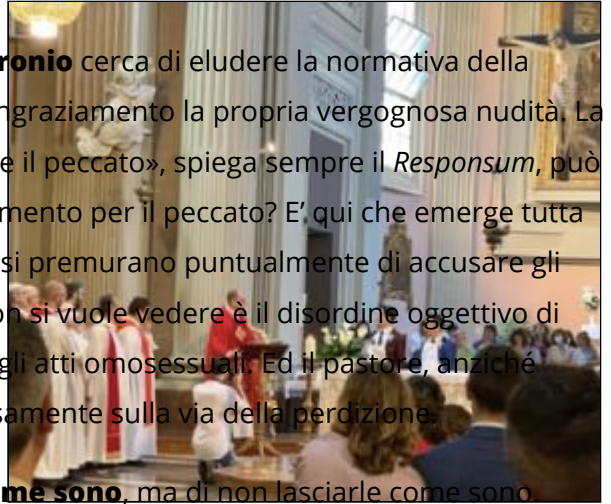 ronio cerca di eludere la normativa della
ngraziamento la propria vergognosa nudità. La
e il peccato», spiega sempre il Responsum, può
mento per il peccato? E' qui che emerge tutta
si premurano puntualmente di accusare gli
on si vuole vedere è il disordine oggettivo di
gli atti omosessuali. Ed il pastore, anziché
samente sulla via della perdizione.
me sono, ma di non lasciarle come sono.